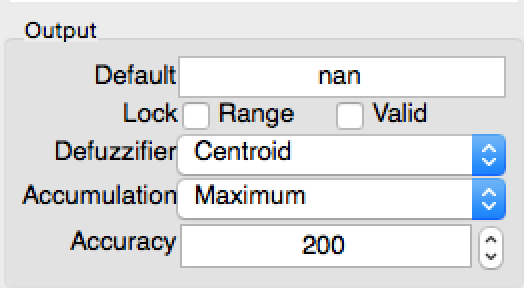 Output
Default nan
Lock Range Valid
Defuzzifier Centroid
Accumulation Maximum
Accuracy 200